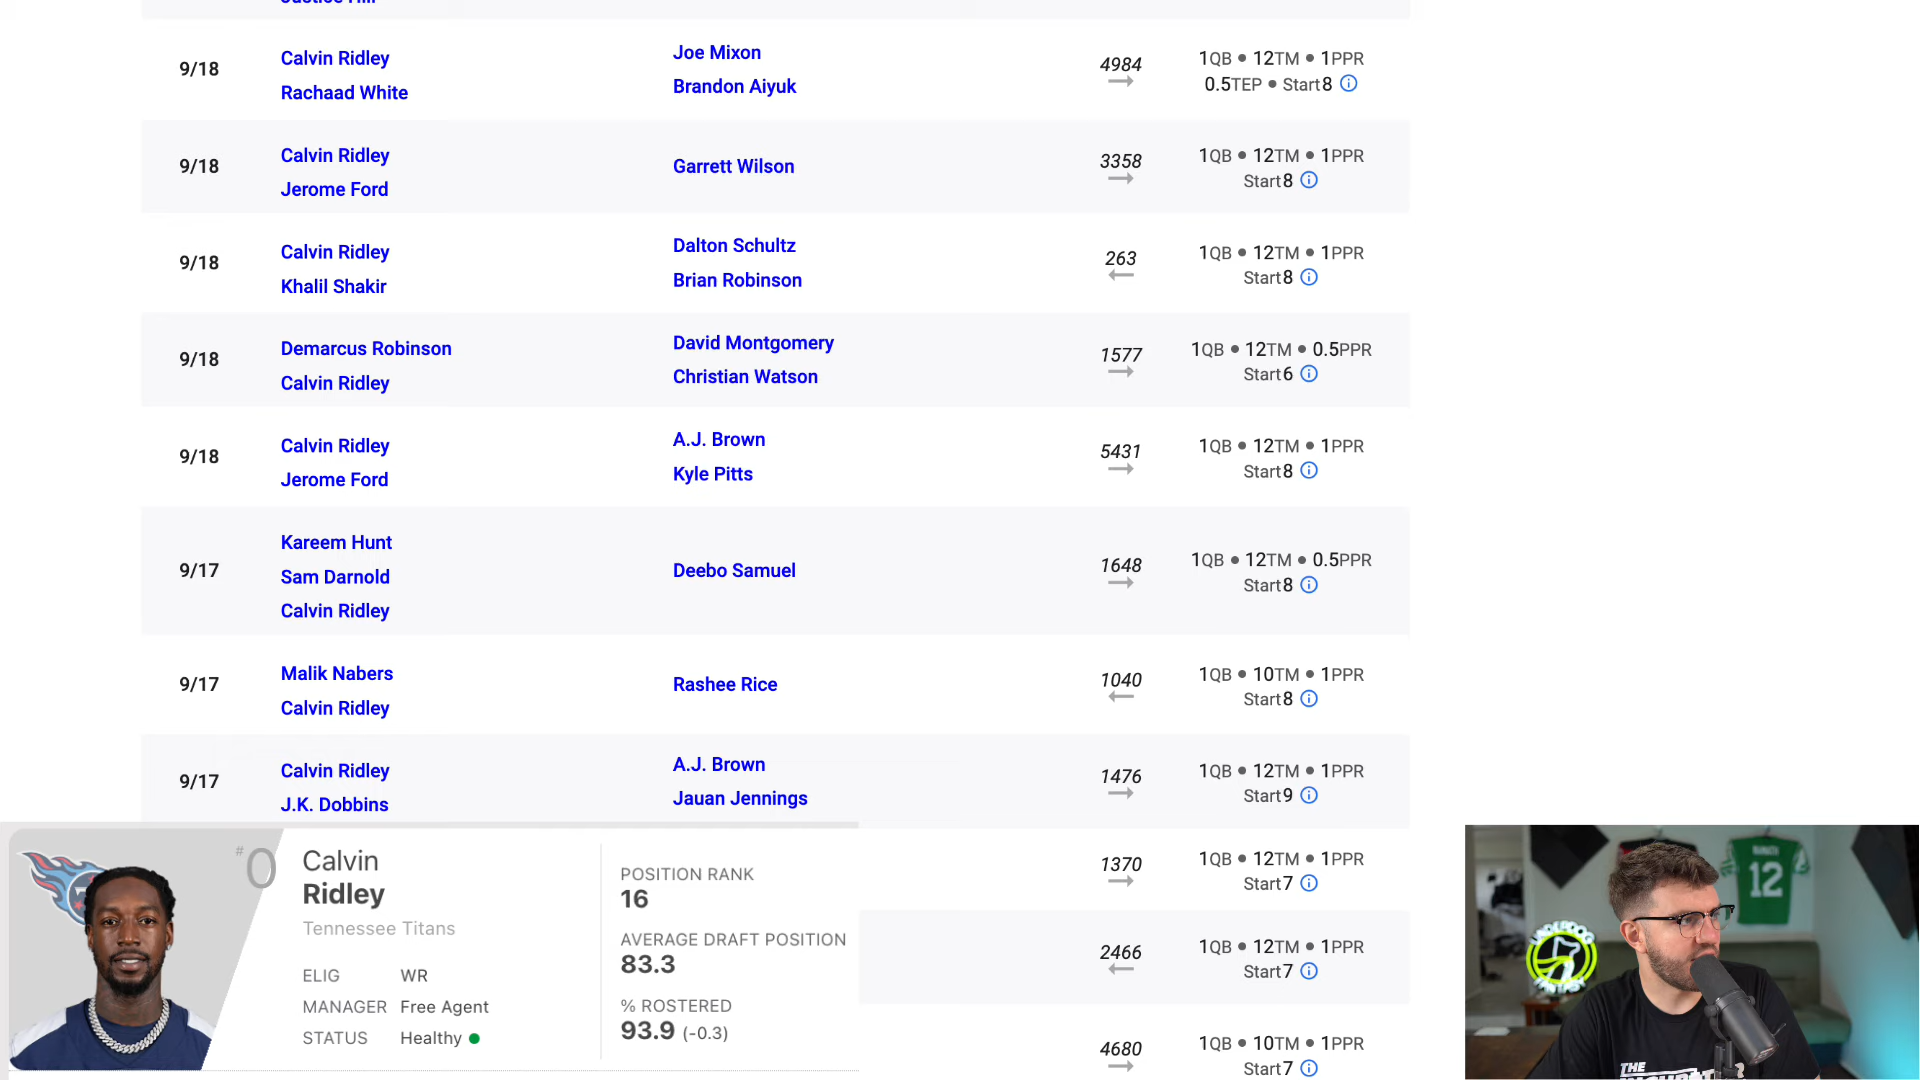 Justice Hill
9/18
Calvin Ridley
Rachaad White
Joe Mixon
Brandon Aiyuk
4984
1QB • 12TM • 1PPR
0.5TEP • Start8
9/18
Calvin Ridley
Jerome Ford
Garrett Wilson
3358
1QB • 12TM • 1PPR
Start8
9/18
Calvin Ridley
Khalil Shakir
Dalton Schultz
Brian Robinson
263
1QB • 12TM • 1PPR
Start8
9/18
Demarcus Robinson
Calvin Ridley
David Montgomery
Christian Watson
1577
1QB • 12TM • 0.5PPR
Start6
9/18
Calvin Ridley
Jerome Ford
A.J. Brown
Kyle Pitts
5431
1QB • 12TM • 1PPR
Start8
9/17
Kareem Hunt
Sam Darnold
Calvin Ridley
Deebo Samuel
1648
1QB • 12TM • 0.5PPR
Start8
9/17
Malik Nabers
Calvin Ridley
Rashee Rice
1040
1QB • 10TM • 1PPR
Start8
9/17
Calvin Ridley
J.K. Dobbins
A.J. Brown
Jauan Jennings
1476
1QB • 12TM • 1PPR
Start9
1370
1QB • 12TM • 1PPR
Start7
2466
1QB • 12TM • 1PPR
Start7
4680
1QB • 10TM • 1PPR
Start7
#0
Calvin
Ridley
Tennessee Titans
ELIG WR
MANAGER Free Agent
STATUS Healthy
POSITION RANK
16
AVERAGE DRAFT POSITION
83.3
% ROSTERED
93.9 (-0.3)
UNDERDOG
FANTASY
12
THE